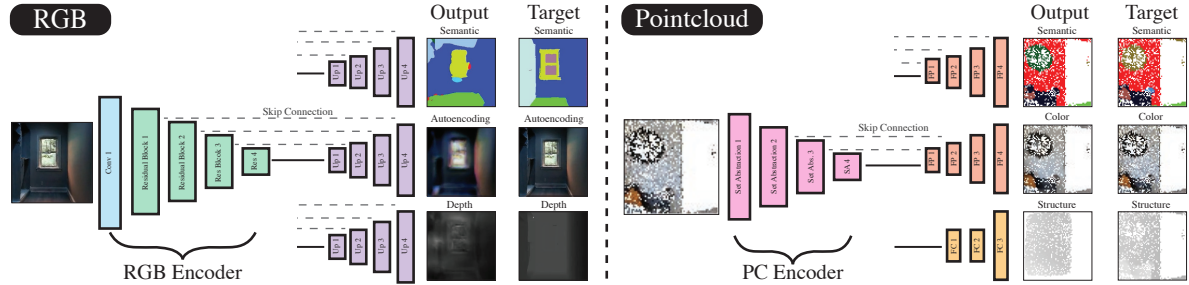 RGB
Output
Target
Semantic
Semantic
Up 1
Up 2
Up 3
Up 4
Skip Connection
Autoencoding
Autoencoding
Conv 1
Residual Block 1
Residual Block 2
Res Blcok 3
Res 4
Up 1
Up 2
Up 3
Up 4
Depth
Depth
Up 1
Up 2
Up 3
Up 4
RGB Encoder
Pointcloud
Output
Target
Semantic
Semantic
FP 1
FP 2
FP 3
FP 4
Skip Connection
Color
Color
Set Abstraction 1
Set Abstraction 2
Set Abs. 3
SA 4
FP 1
FP 2
FP 3
FP 4
Structure
Structure
FC 1
FC 2
FC 3
PC Encoder